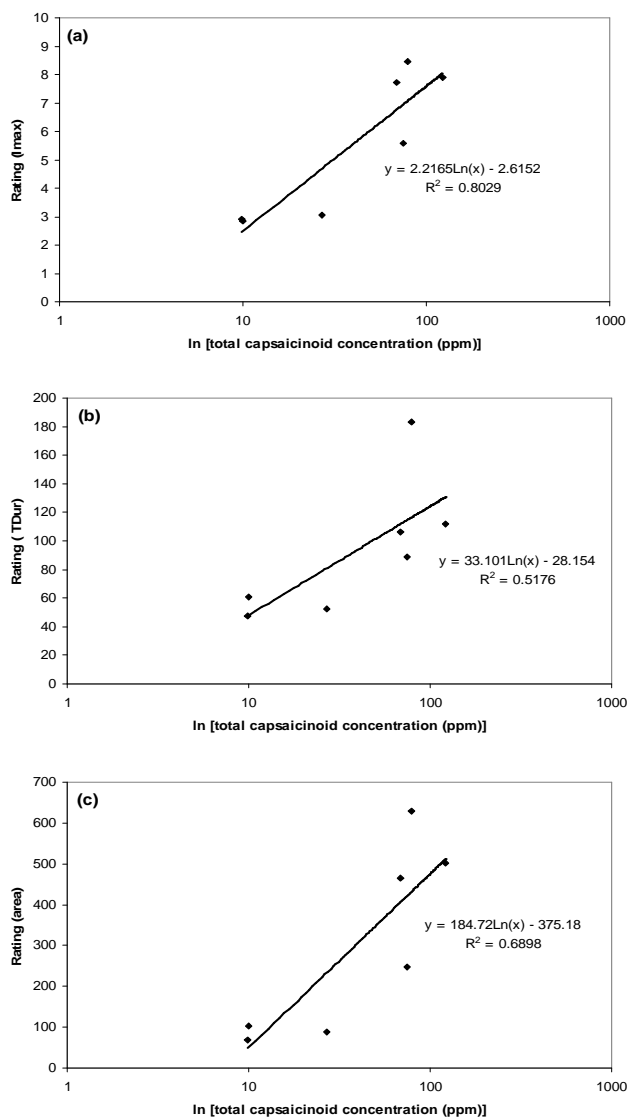 (a)
10
9
8
7
6
5
4
3
2
1
0
Rating (Imax)
y = 2.2165Ln(x) - 2.6152
R² = 0.8029
1 10 100 1000
ln [total capsaicinoid concentration (ppm)]
(b)
200
180
160
140
120
100
80
60
40
20
0
Rating ( TDur)
y = 33.101Ln(x) - 28.154
R² = 0.5176
1 10 100 1000
ln [total capsaicinoid concentration (ppm)]
(c)
700
600
500
400
300
200
100
0
Rating (area)
y = 184.72Ln(x) - 375.18
R² = 0.6898
1 10 100 1000
ln [total capsaicinoid concentration (ppm)]